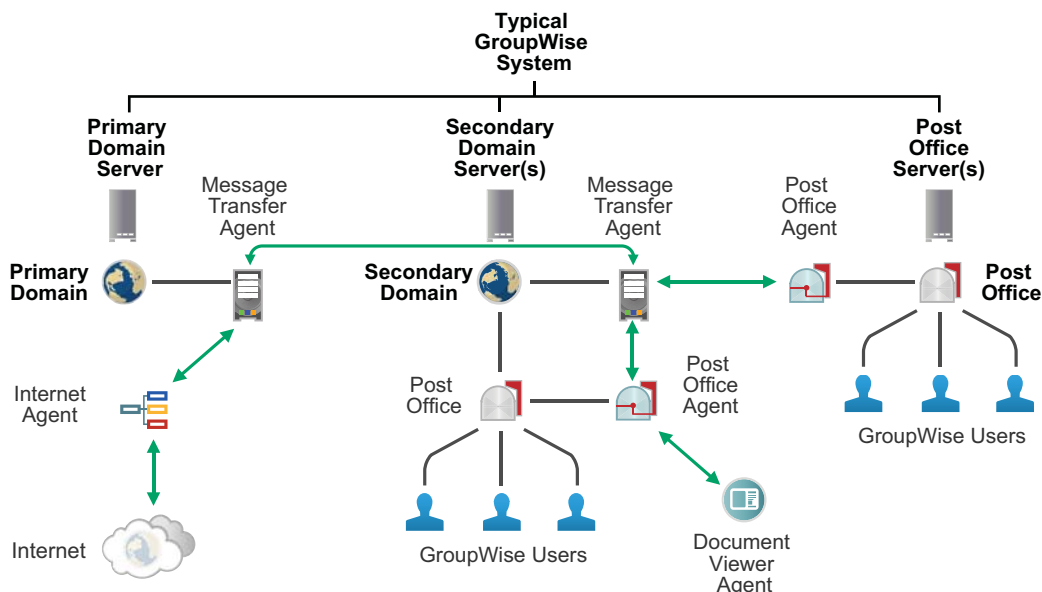 Typical
GroupWise
System
Primary
Domain
Server
Secondary
Domain
Server(s)
Post
Office
Server(s)
Message
Transfer
Agent
Message
Transfer
Agent
Post
Office
Agent
Primary
Domain
Secondary
Domain
Post
Office
Internet
Agent
Post
Office
Post
Office
Agent
GroupWise Users
Internet
GroupWise Users
Document
Viewer
Agent